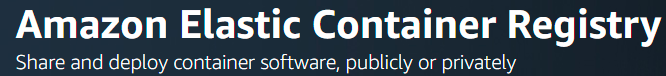 Amazon Elastic Container Registry
Share and deploy container software, publicly or privately